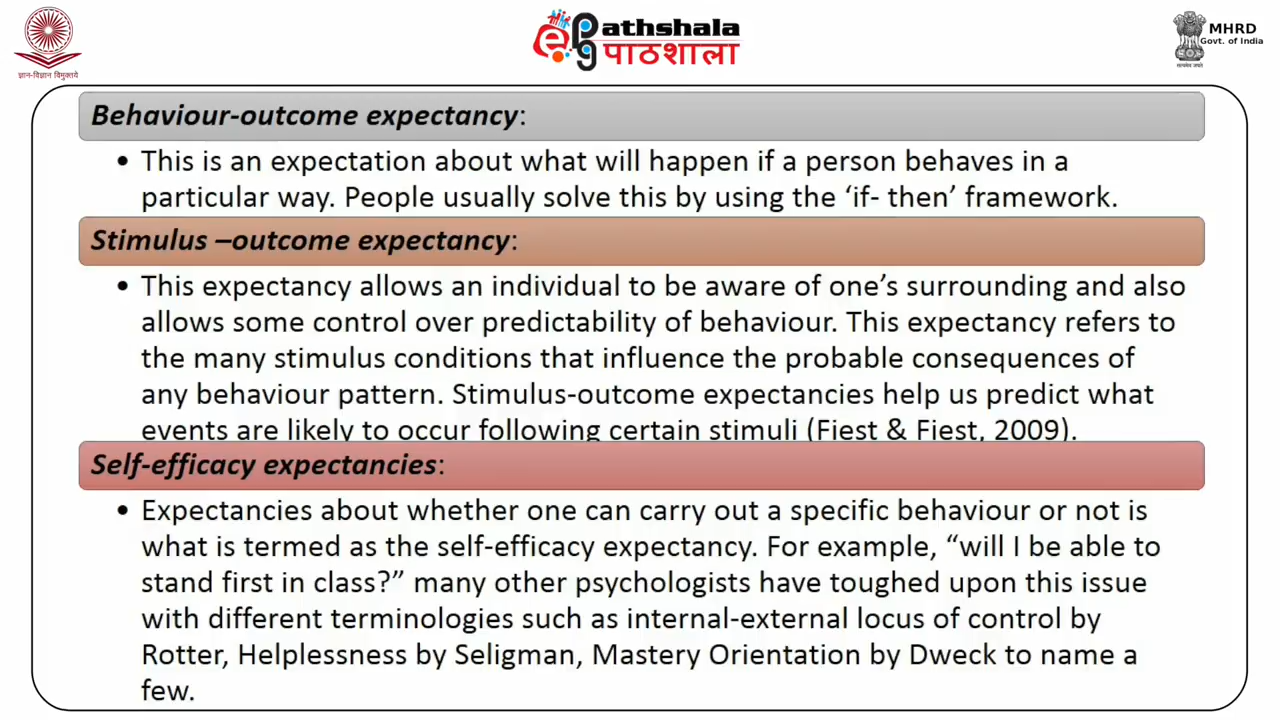 ज्ञान-विज्ञान विमुक्तये
epg
athshala
पाठशाला
MHRD
Govt. of India
सत्यमेव जयते
Behaviour-outcome expectancy:
• This is an expectation about what will happen if a person behaves in a
particular way. People usually solve this by using the ‘if- then’ framework.
Stimulus –outcome expectancy:
• This expectancy allows an individual to be aware of one’s surrounding and also
allows some control over predictability of behaviour. This expectancy refers to
the many stimulus conditions that influence the probable consequences of
any behaviour pattern. Stimulus-outcome expectancies help us predict what
events are likely to occur following certain stimuli (Fiest & Fiest, 2009).
Self-efficacy expectancies:
• Expectancies about whether one can carry out a specific behaviour or not is
what is termed as the self-efficacy expectancy. For example, “will I be able to
stand first in class?” many other psychologists have toughed upon this issue
with different terminologies such as internal-external locus of control by
Rotter, Helplessness by Seligman, Mastery Orientation by Dweck to name a
few.